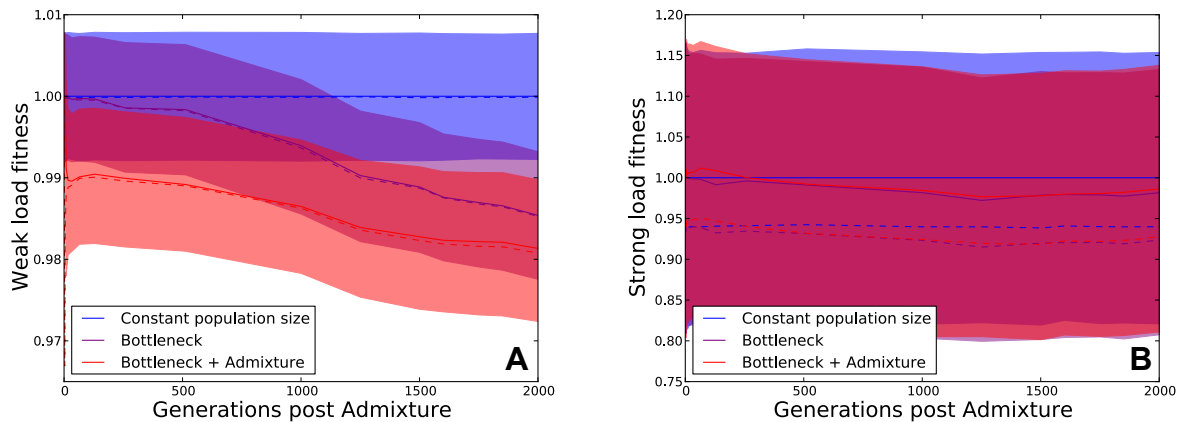 1.01
1.00
0.99
0.98
0.97
Weak load fitness
Constant population size
Bottleneck
Bottleneck + Admixture
A
0 500 1000 1500 2000
Generations post Admixture
1.20
1.15
1.10
1.05
1.00
0.95
0.90
0.85
0.80
0.75
Strong load fitness
Constant population size
Bottleneck
Bottleneck + Admixture
B
0 500 1000 1500 2000
Generations post Admixture